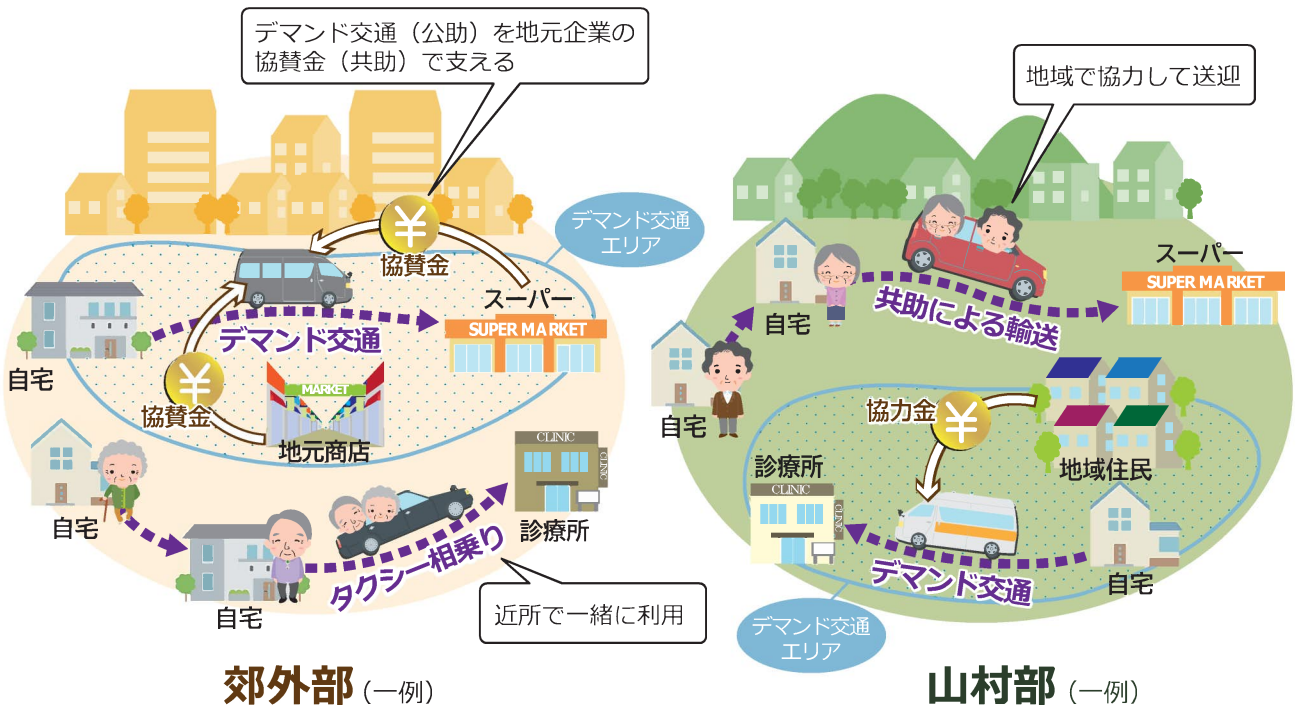 デマンド交通（公助）を地元企業の
協賛金（共助）で支える
デマンド交通
エリア
協賛金
スーパー
SUPER MARKET
デマンド交通
自宅
協賛金
MARKET
地元商店
自宅
CLINIC
CLINIC
診療所
タクシー相乗り
自宅
近所で一緒に利用
郊外部（一例）
地域で協力して送迎
スーパー
SUPER MARKET
自宅
共助による輸送
自宅
協力金
地域住民
診療所
CLINIC
CLINIC
デマンド交通
自宅
デマンド交通
エリア
山村部（一例）